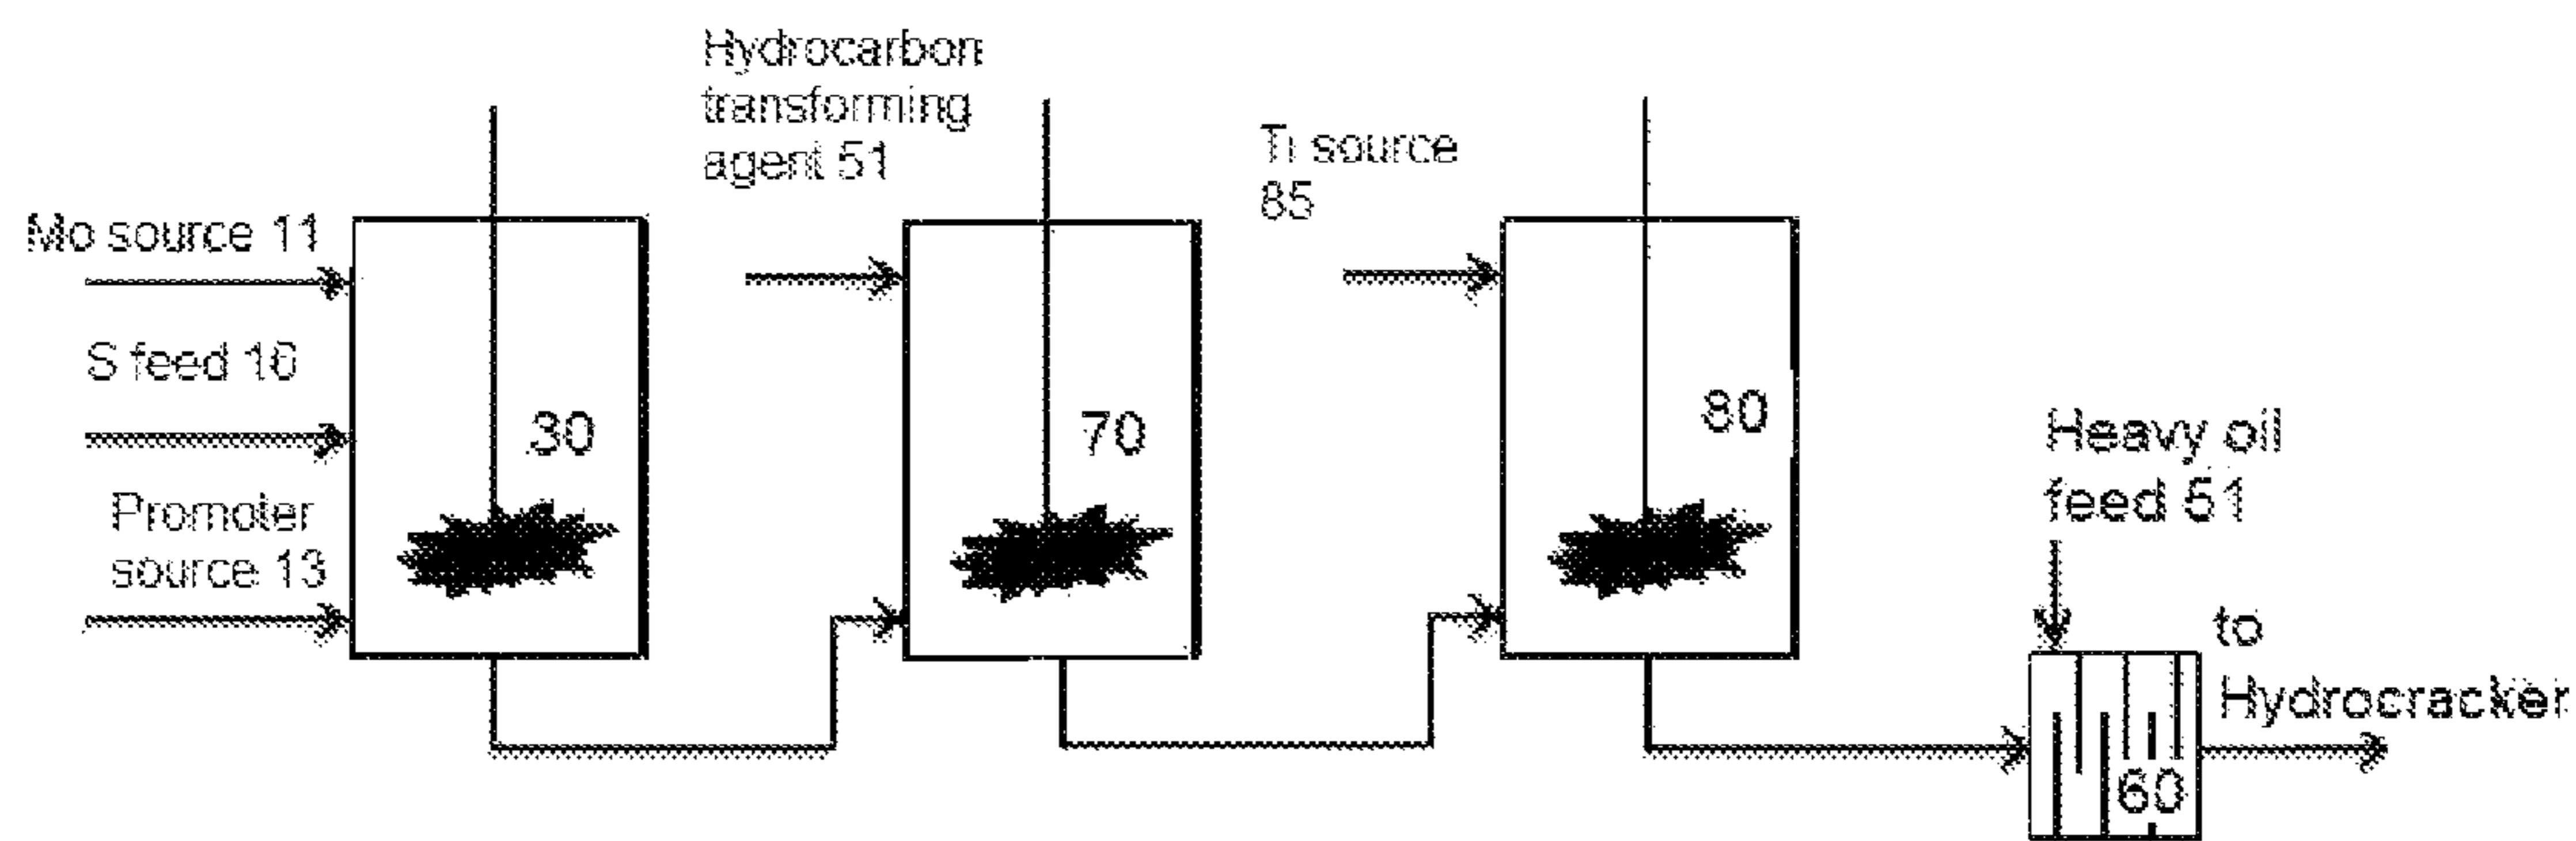 Hydrocarbon
transforming
agent 51
Ti source
85
Mo source 11
S feed 16
Promoter
source 13
30
70
80
Heavy oil
feed 51
to
Hydrocracker
60